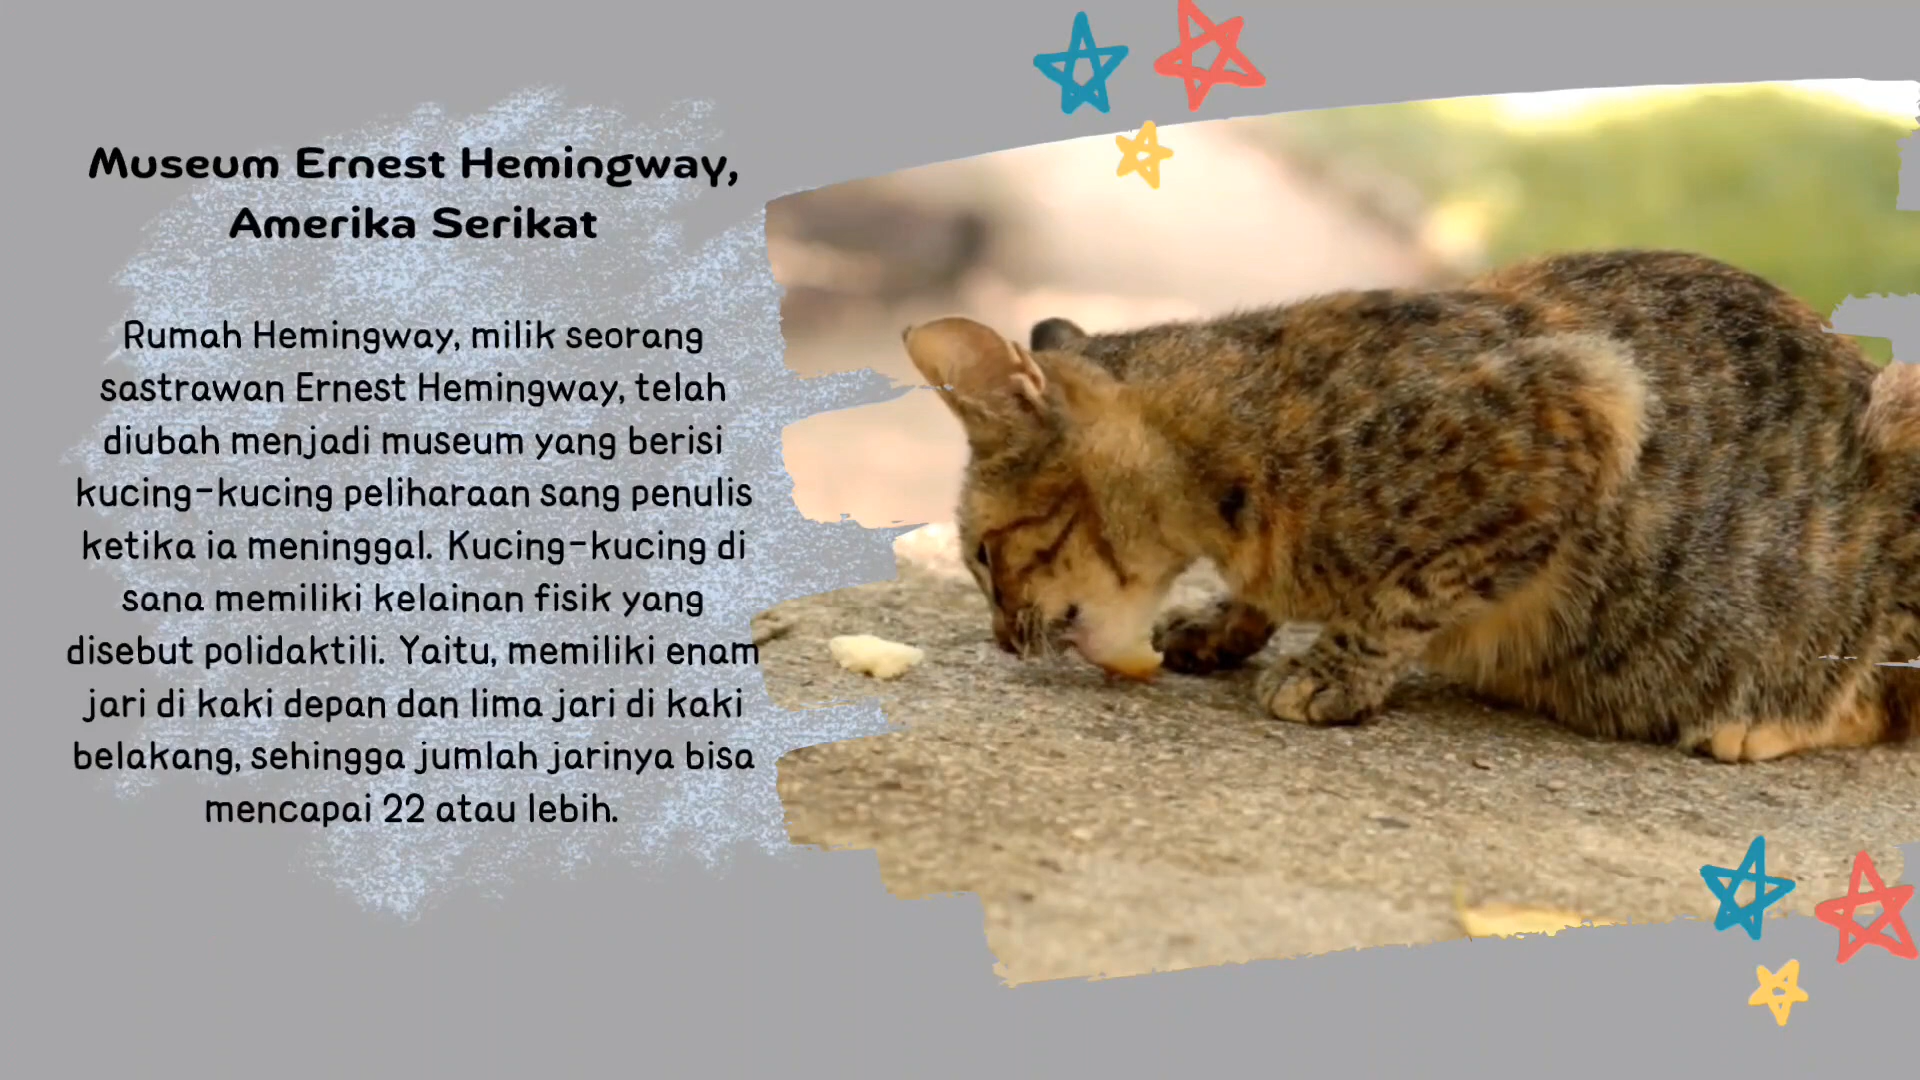 Museum Ernest Hemingway,
Amerika Serikat
Rumah Hemingway, milik seorang
sastrawan Ernest Hemingway, telah
diubah menjadi museum yang berisi
kucing-kucing peliharaan sang penulis
ketika ia meninggal. Kucing-kucing di
sana memiliki kelainan fisik yang
disebut polidaktili. Yaitu, memiliki enam
jari di kaki depan dan lima jari di kaki
belakang, sehingga jumlah jarinya bisa
mencapai 22 atau lebih.